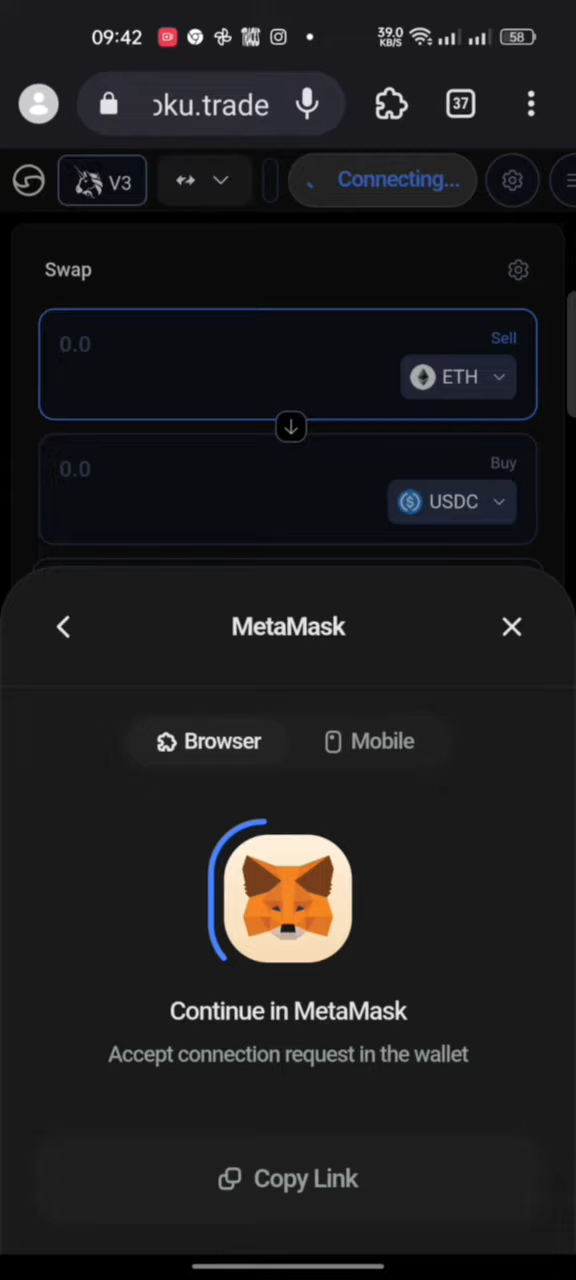 09:42
39.0
KB/S
58
oku.trade
37
V3
Connecting...
Swap
0.0
Sell
ETH
0.0
Buy
USDC
MetaMask
Browser
Mobile
Continue in MetaMask
Accept connection request in the wallet
Copy Link